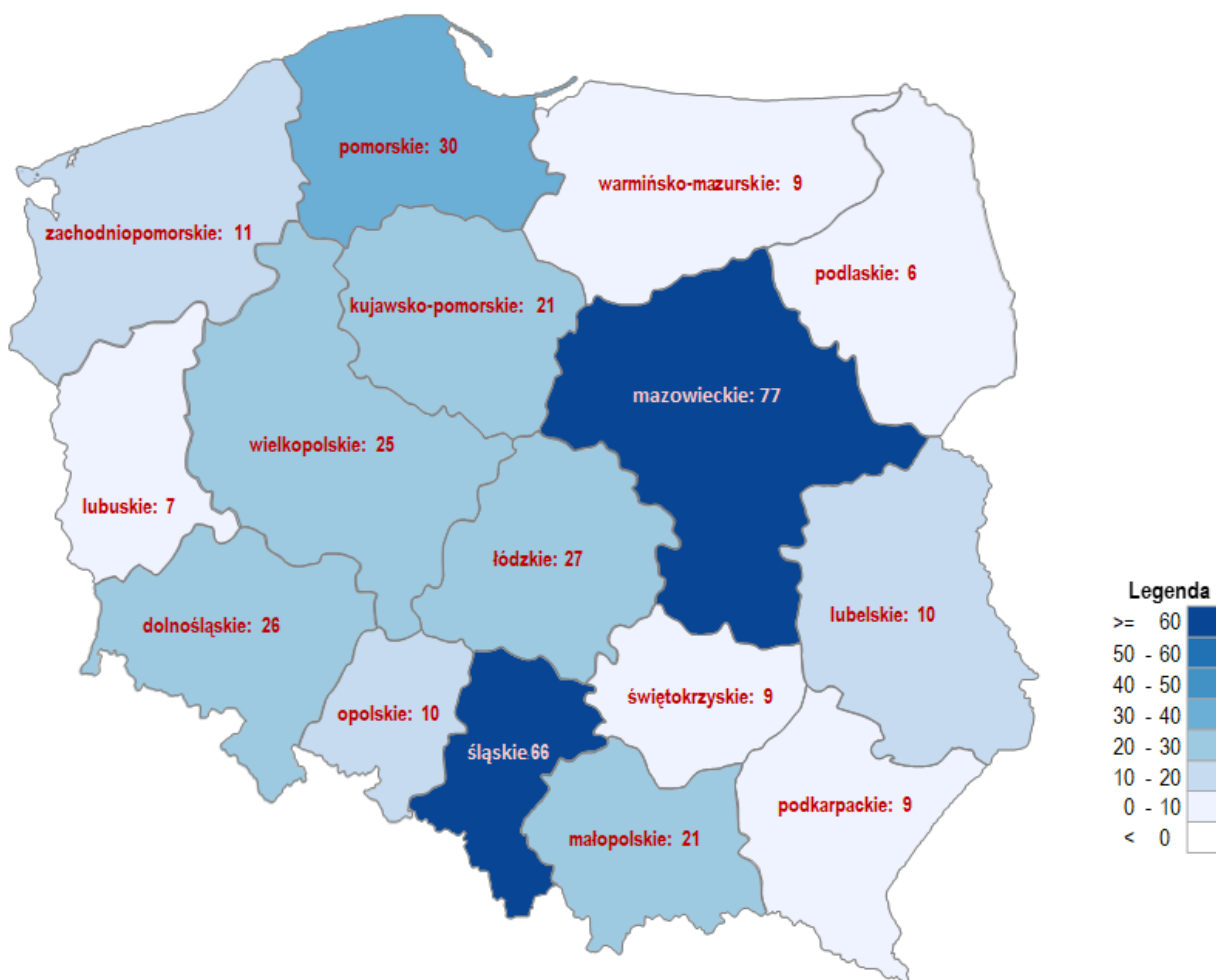 pomorskie: 30
warmińsko-mazurskie: 9
zachodniopomorskie: 11
podlaskie: 6
kujawsko-pomorskie: 21
mazowieckie: 77
wielkopolskie: 25
lubuskie: 7
łódzkie: 27
dolnośląskie: 26
lubelskie: 10
świętokrzyskie: 9
opolskie: 10
śląskie 66
podkarpackie: 9
małopolskie: 21
Legenda
>= 60
50 - 60
40 - 50
30 - 40
20 - 30
10 - 20
0 - 10
< 0